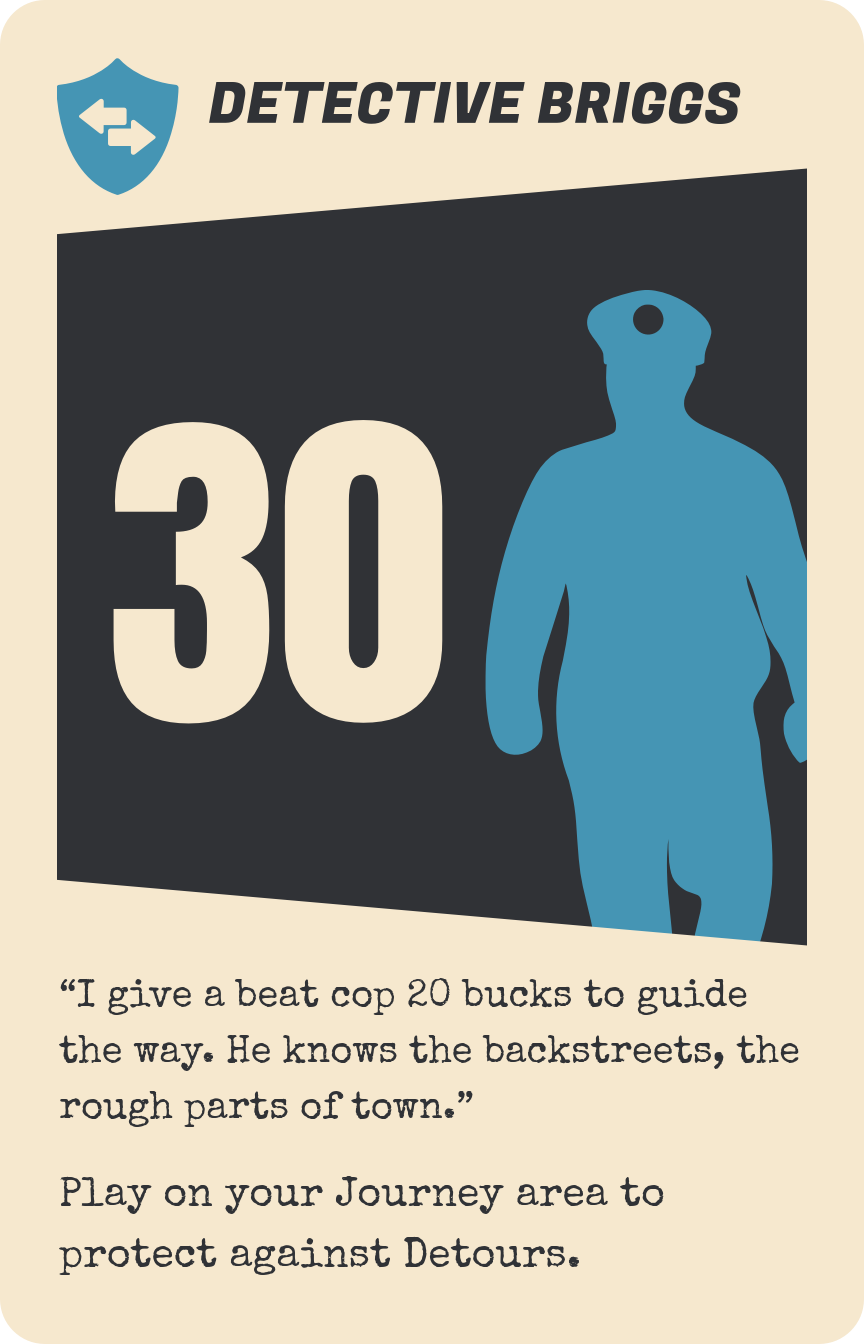 DETECTIVE BRIGGS
30
“I give a beat cop 20 bucks to guide
the way. He knows the backstreets, the
rough parts of town.”
Play on your Journey area to
protect against Detours.